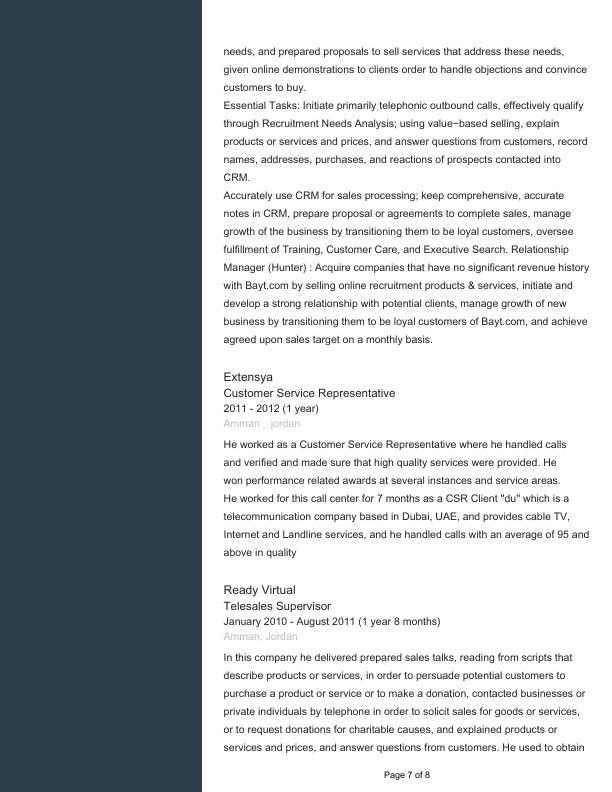 needs, and prepared proposals to sell services that address these needs,
given online demonstrations to clients order to handle objections and convince
customers to buy.
Essential Tasks: Initiate primarily telephonic outbound calls, effectively qualify
through Recruitment Needs Analysis; using value−based selling, explain
products or services and prices, and answer questions from customers, record
names, addresses, purchases, and reactions of prospects contacted into
CRM.
Accurately use CRM for sales processing; keep comprehensive, accurate
notes in CRM, prepare proposal or agreements to complete sales, manage
growth of the business by transitioning them to be loyal customers, oversee
fulfillment of Training, Customer Care, and Executive Search. Relationship
Manager (Hunter) : Acquire companies that have no significant revenue history
with Bayt.com by selling online recruitment products & services, initiate and
develop a strong relationship with potential clients, manage growth of new
business by transitioning them to be loyal customers of Bayt.com, and achieve
agreed upon sales target on a monthly basis.
Extensya
Customer Service Representative
2011 - 2012 (1 year)
Amman _ jordan
He worked as a Customer Service Representative where he handled calls
and verified and made sure that high quality services were provided. He
won performance related awards at several instances and service areas.
He worked for this call center for 7 months as a CSR Client "du" which is a
telecommunication company based in Dubai, UAE, and provides cable TV,
Internet and Landline services, and he handled calls with an average of 95 and
above in quality
Ready Virtual
Telesales Supervisor
January 2010 - August 2011 (1 year 8 months)
Amman, Jordan
In this company he delivered prepared sales talks, reading from scripts that
describe products or services, in order to persuade potential customers to
purchase a product or service or to make a donation, contacted businesses or
private individuals by telephone in order to solicit sales for goods or services,
or to request donations for charitable causes, and explained products or
services and prices, and answer questions from customers. He used to obtain
Page 7 of 8